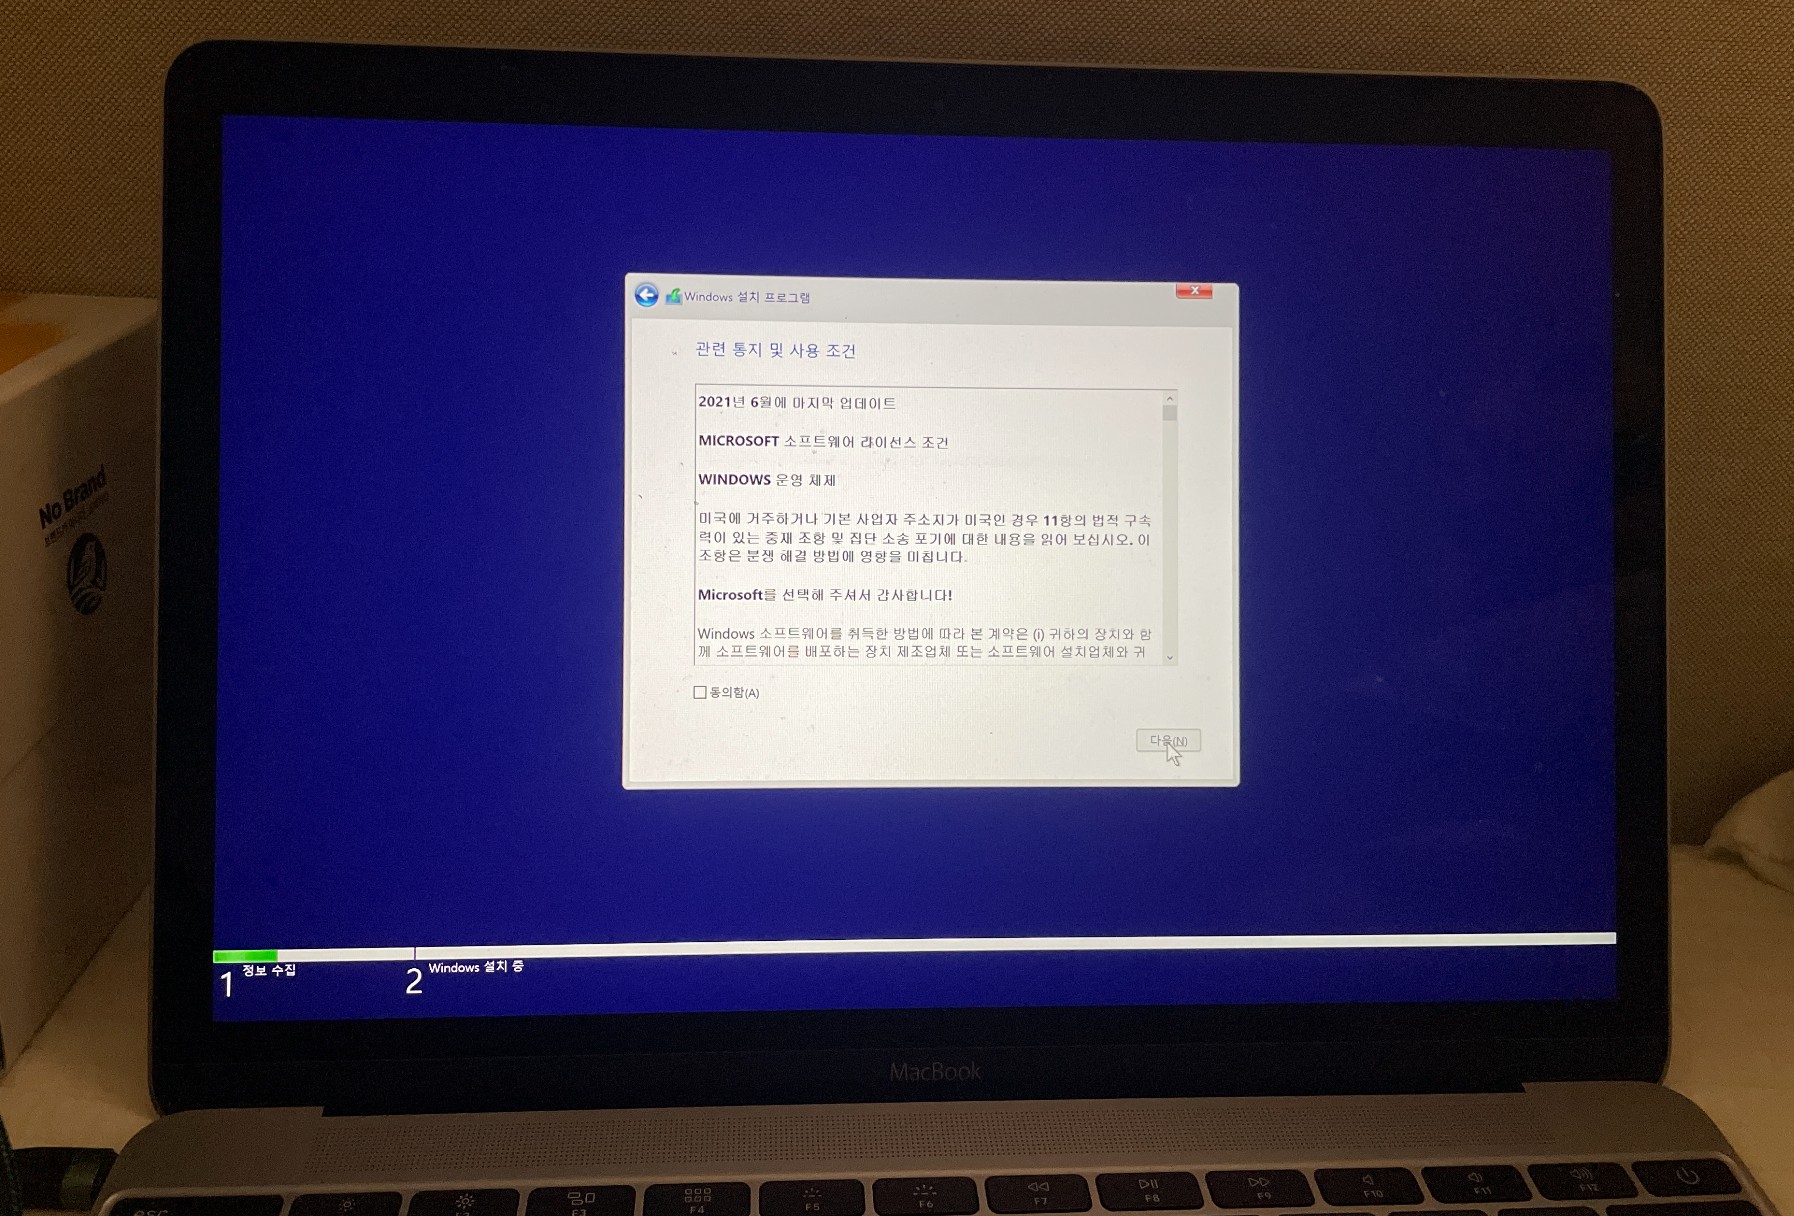 Windows 설치 프로그램
관련 통지 및 사용 조건
2021년 6월에 마지막 업데이트
MICROSOFT 소프트웨어 라이선스 조건
WINDOWS 운영 체제
미국에 거주하거나 기본 사업자 주소지가 미국인 경우 11항의 법적 구속
력이 있는 중재 조항 및 집단 소송 포기에 대한 내용을 읽어 보십시오. 이
조항은 분쟁 해결 방법에 영향을 미칩니다.
Microsoft를 선택해 주셔서 감사합니다!
Windows 소프트웨어를 취득한 방법에 따라 본 계약은 (i) 귀하의 장치와 함
께 소프트웨어를 배포하는 장치 제조업체 또는 소프트웨어 설치업체와 귀
동의함(A)
다음(N)
1 정보 수집
2 Windows 설치 중
No Brand
MacBook
esc
F3
F4
F5
F6
F7
F8
F9
F10
F11
F12